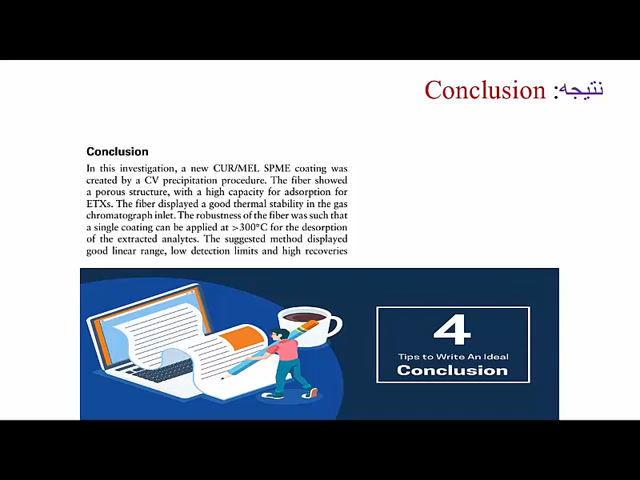 Conclusion :نتیجه
Conclusion
In this investigation, a new CUR/MEL SPME coating was
created by a CV precipitation procedure. The fiber showed
a porous structure, with a high capacity for adsorption for
ETXs. The fiber displayed a good thermal stability in the gas
chromatograph inlet. The robustness of the fiber was such that
a single coating can be applied at >300°C for the desorption
of the extracted analytes. The suggested method displayed
good linear range, low detection limits and high recoveries
4
Tips to Write An Ideal
Conclusion